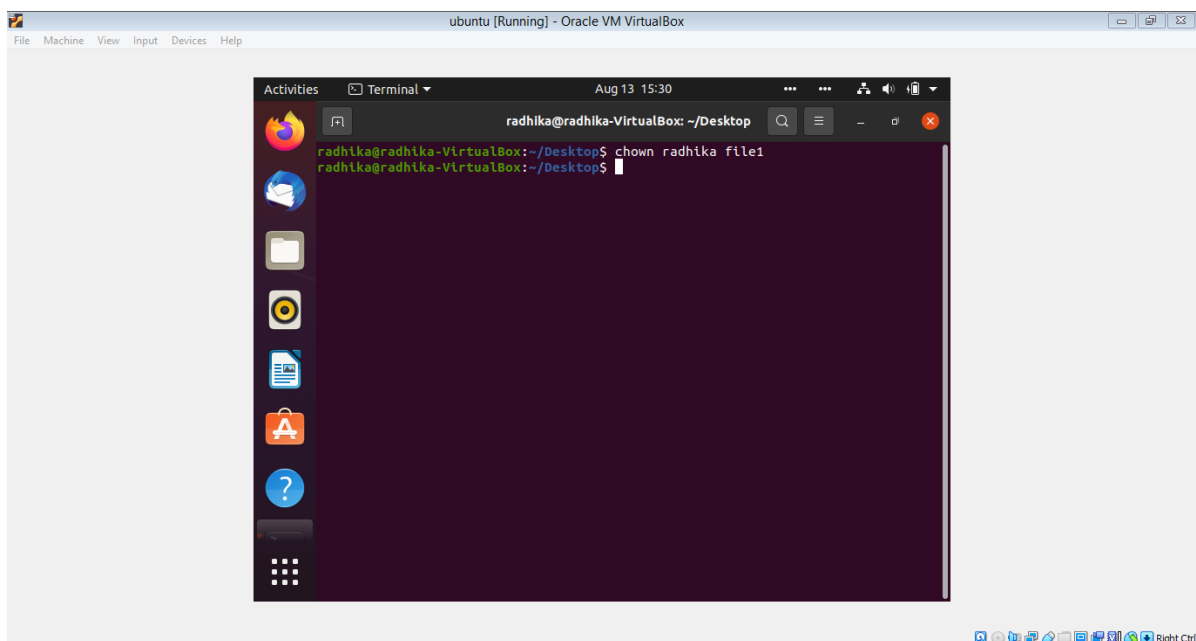 ubuntu [Running] - Oracle VM VirtualBox
File Machine View Input Devices Help
Activities Terminal Aug 13 15:30
radhika@radhika-VirtualBox: ~/Desktop
radhika@radhika-VirtualBox:~/Desktop$ chown radhika file1
radhika@radhika-VirtualBox:~/Desktop$
Right Ctrl